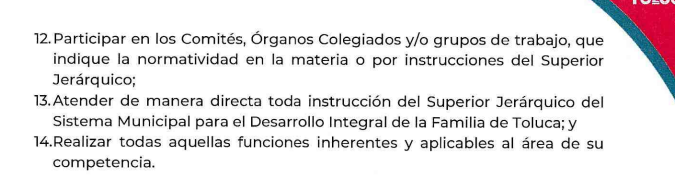 12. Participar en los Comités, Órganos Colegiados y/o grupos de trabajo, que
indique la normatividad en la materia o por instrucciones del Superior
Jerárquico;
13. Atender de manera directa toda instrucción del Superior Jerárquico del
Sistema Municipal para el Desarrollo Integral de la Familia de Toluca; y
14. Realizar todas aquellas funciones inherentes y aplicables al área de su
competencia.